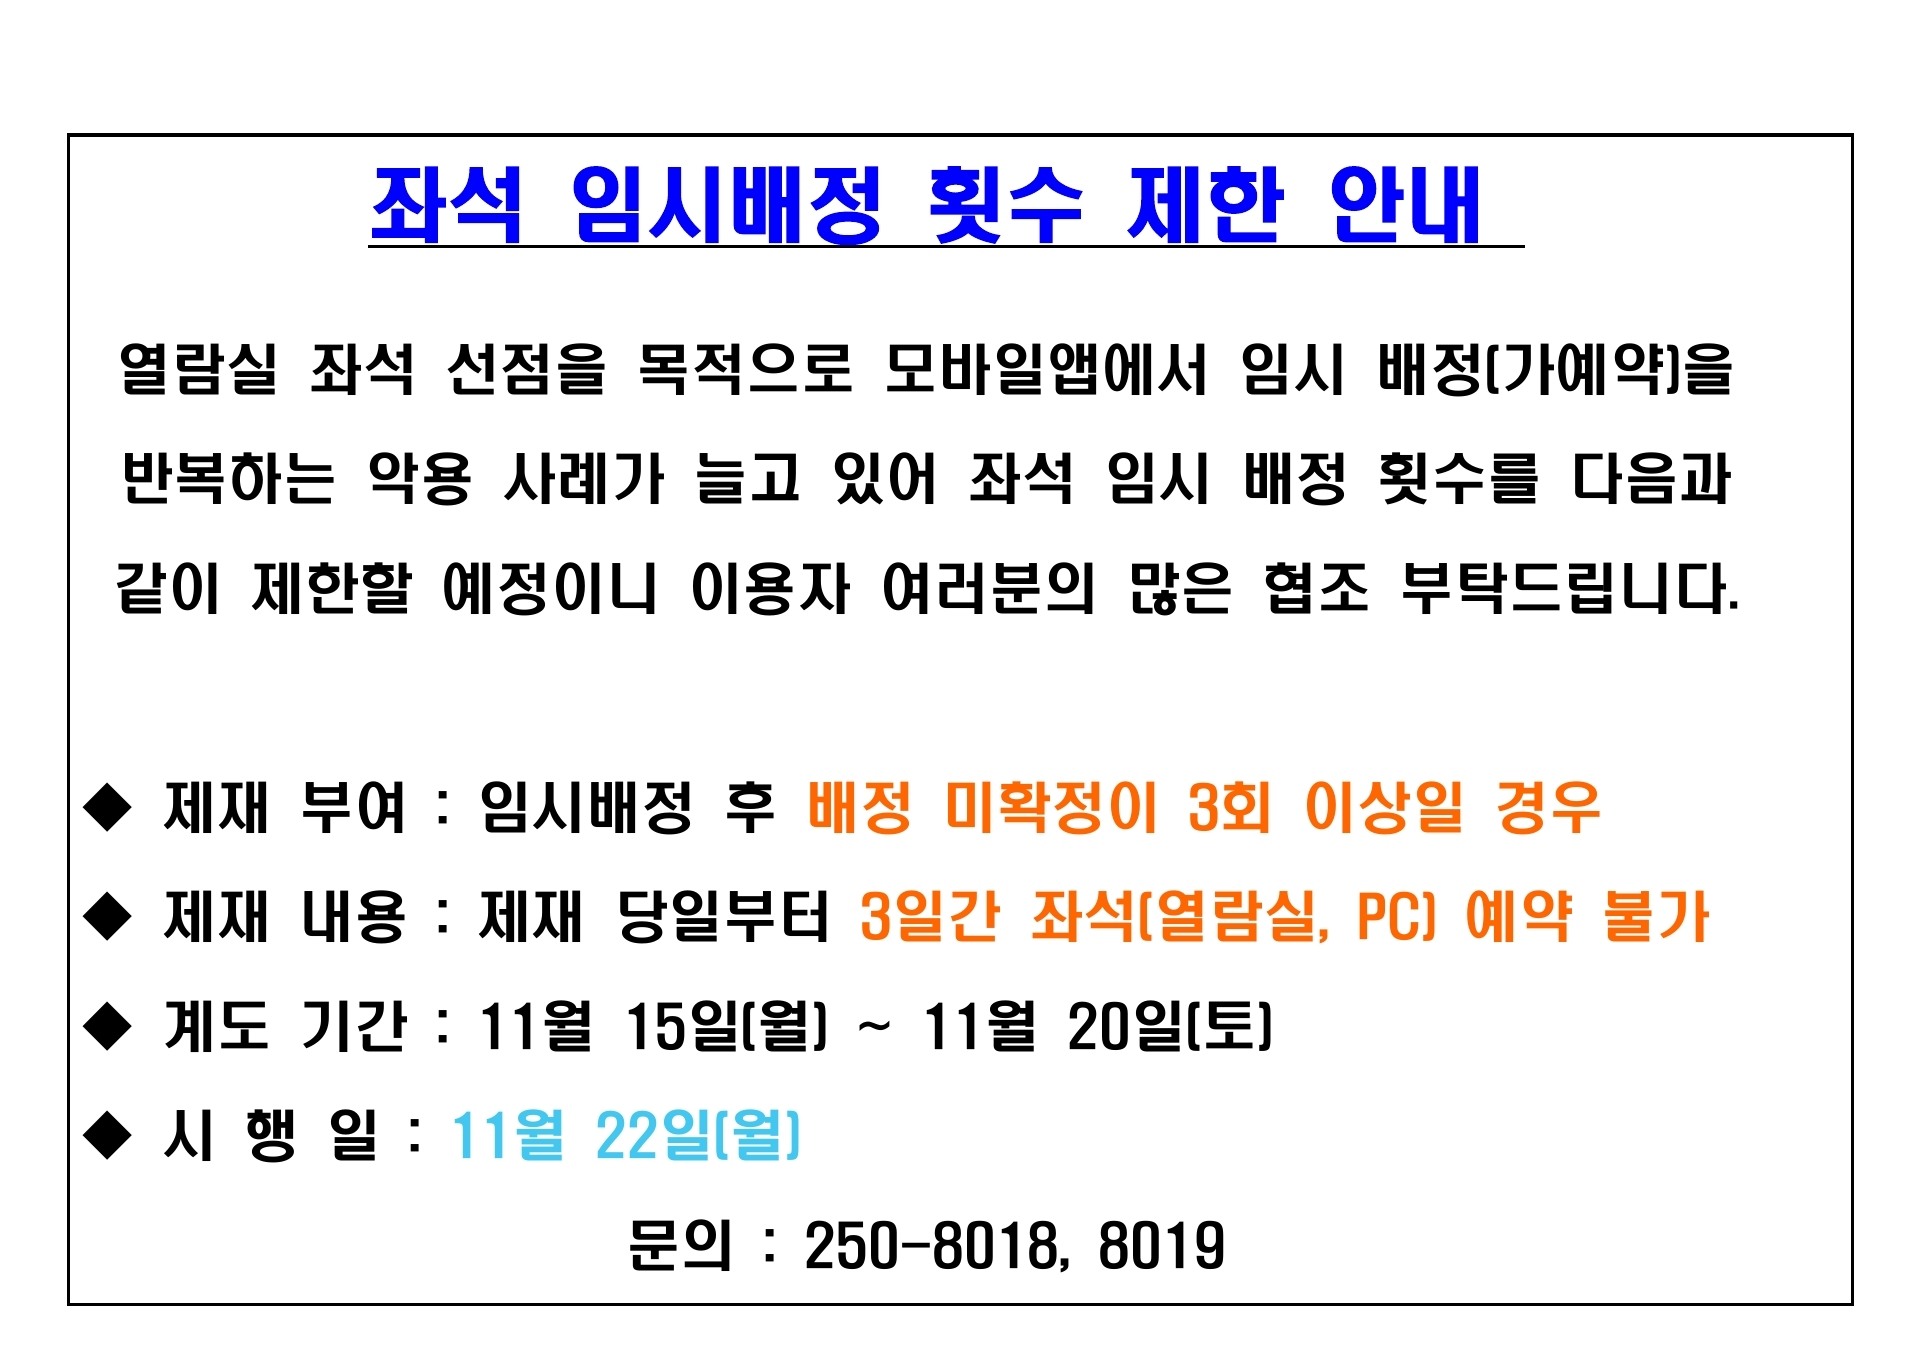 좌석 임시배정 횟수 제한 안내
열람실 좌석 선점을 목적으로 모바일앱에서 임시 배정(가예약)을
반복하는 악용 사례가 늘고 있어 좌석 임시 배정 횟수를 다음과
같이 제한할 예정이니 이용자 여러분의 많은 협조 부탁드립니다.
◆ 제재 부여 : 임시배정 후 배정 미확정이 3회 이상일 경우
◆ 제재 내용 : 제재 당일부터 3일간 좌석(열람실, PC) 예약 불가
◆ 계도 기간 : 11월 15일(월) ~ 11월 20일(토)
◆ 시 행 일 : 11월 22일(월)
문의 : 250-8018, 8019